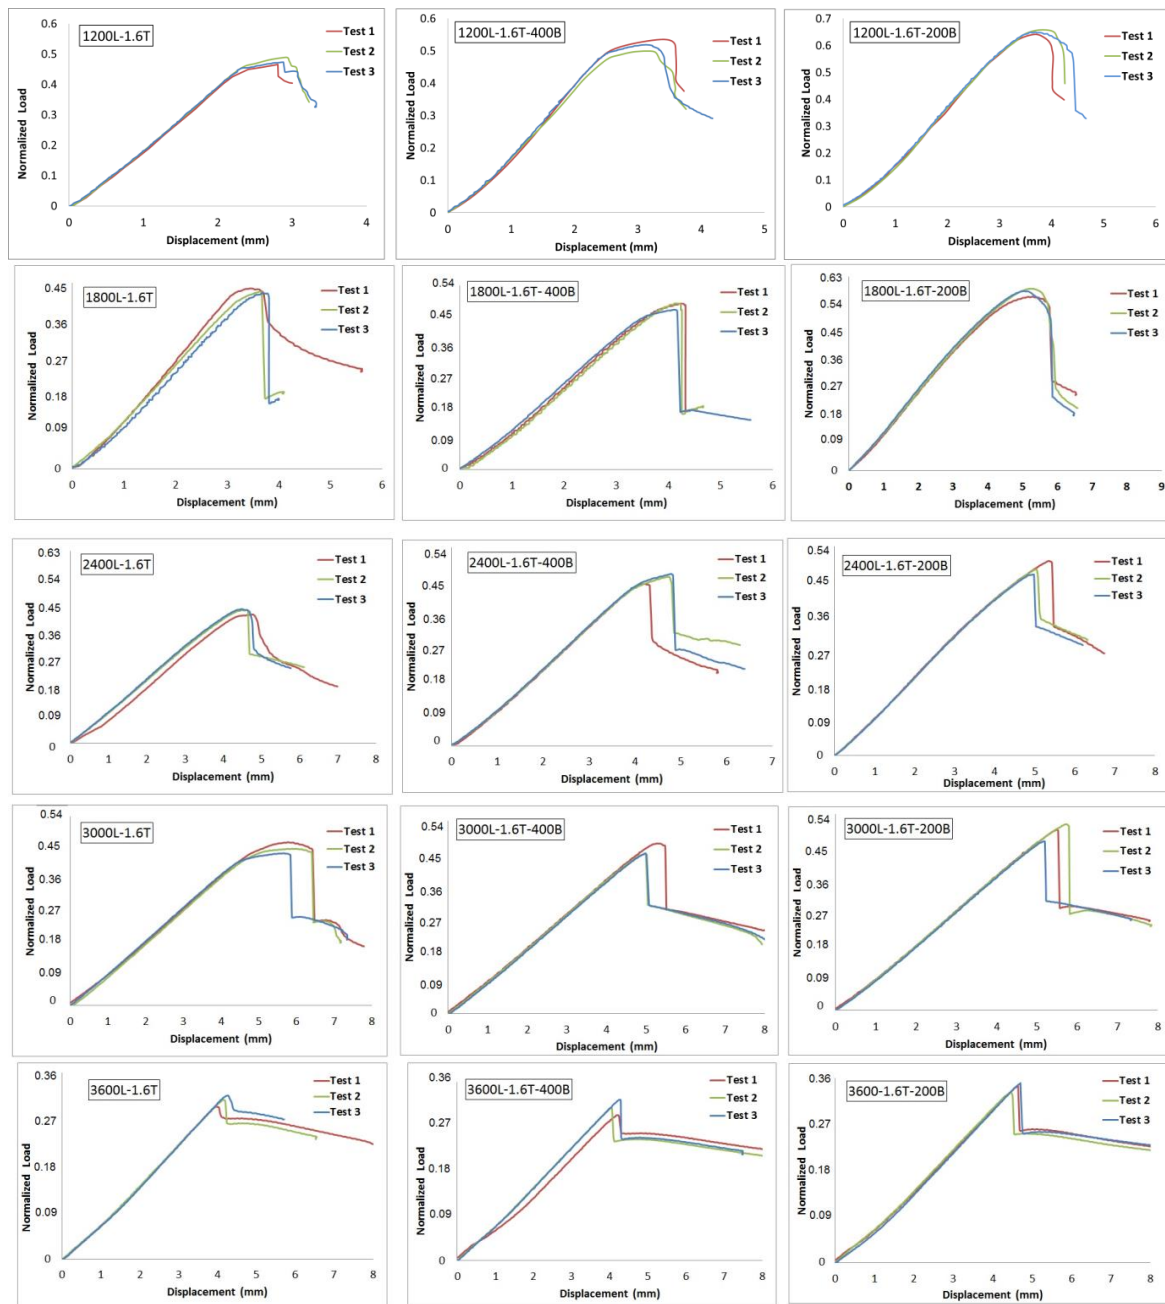 1200L-1.6T
Test 1
Test 2
Test 3
Normalized Load
0.6
0.5
0.4
0.3
0.2
0.1
0
0 1 2 3 4
Displacement (mm)
1200L-1.6T-400B
Test 1
Test 2
Test 3
Normalized Load
0.6
0.5
0.4
0.3
0.2
0.1
0
0 1 2 3 4 5
Displacement (mm)
1200L-1.6T-200B
Test 1
Test 2
Test 3
Normalized Load
0.7
0.6
0.5
0.4
0.3
0.2
0.1
0
0 1 2 3 4 5 6
Displacement (mm)
1800L-1.6T
Test 1
Test 2
Test 3
Normalized Load
0.45
0.36
0.27
0.18
0.09
0
0 1 2 3 4 5 6
Displacement (mm)
1800L-1.6T-400B
Test 1
Test 2
Test 3
Normalized Load
0.54
0.45
0.36
0.27
0.18
0.09
0
0 1 2 3 4 5 6
Displacement (mm)
1800L-1.6T-200B
Test 1
Test 2
Test 3
Normalized Load
0.63
0.54
0.45
0.36
0.27
0.18
0.09
0
0 1 2 3 4 5 6 7 8 9
Displacement (mm)
2400L-1.6T
Test 1
Test 2
Test 3
Normalized Load
0.63
0.54
0.45
0.36
0.27
0.18
0.09
0
0 1 2 3 4 5 6 7 8
Displacement (mm)
2400L-1.6T-400B
Test 1
Test 2
Test 3
Normalized Load
0.54
0.45
0.36
0.27
0.18
0.09
0
0 1 2 3 4 5 6 7
Displacement (mm)
2400L-1.6T-200B
Test 1
Test 2
Test 3
Normalized Load
0.54
0.45
0.36
0.27
0.18
0.09
0
0 1 2 3 4 5 6 7 8
Displacement (mm)
3000L-1.6T
Test 1
Test 2
Test 3
Normalized Load
0.54
0.45
0.36
0.27
0.18
0.09
0
0 1 2 3 4 5 6 7 8
Displacement (mm)
3000L-1.6T-400B
Test 1
Test 2
Test 3
Normalized Load
0.54
0.45
0.36
0.27
0.18
0.09
0
0 1 2 3 4 5 6 7 8
Displacement (mm)
3000L-1.6T-200B
Test 1
Test 2
Test 3
Normalized Load
0.54
0.45
0.36
0.27
0.18
0.09
0
0 1 2 3 4 5 6 7 8
Displacement (mm)
3600L-1.6T
Test 1
Test 2
Test 3
Normalized Load
0.36
0.27
0.18
0.09
0
0 1 2 3 4 5 6 7 8
Displacement (mm)
3600L-1.6T-400B
Test 1
Test 2
Test 3
Normalized Load
0.36
0.27
0.18
0.09
0
0 1 2 3 4 5 6 7 8
Displacement (mm)
3600-1.6T-200B
Test 1
Test 2
Test 3
Normalized Load
0.36
0.27
0.18
0.09
0
0 1 2 3 4 5 6 7 8
Displacement (mm)